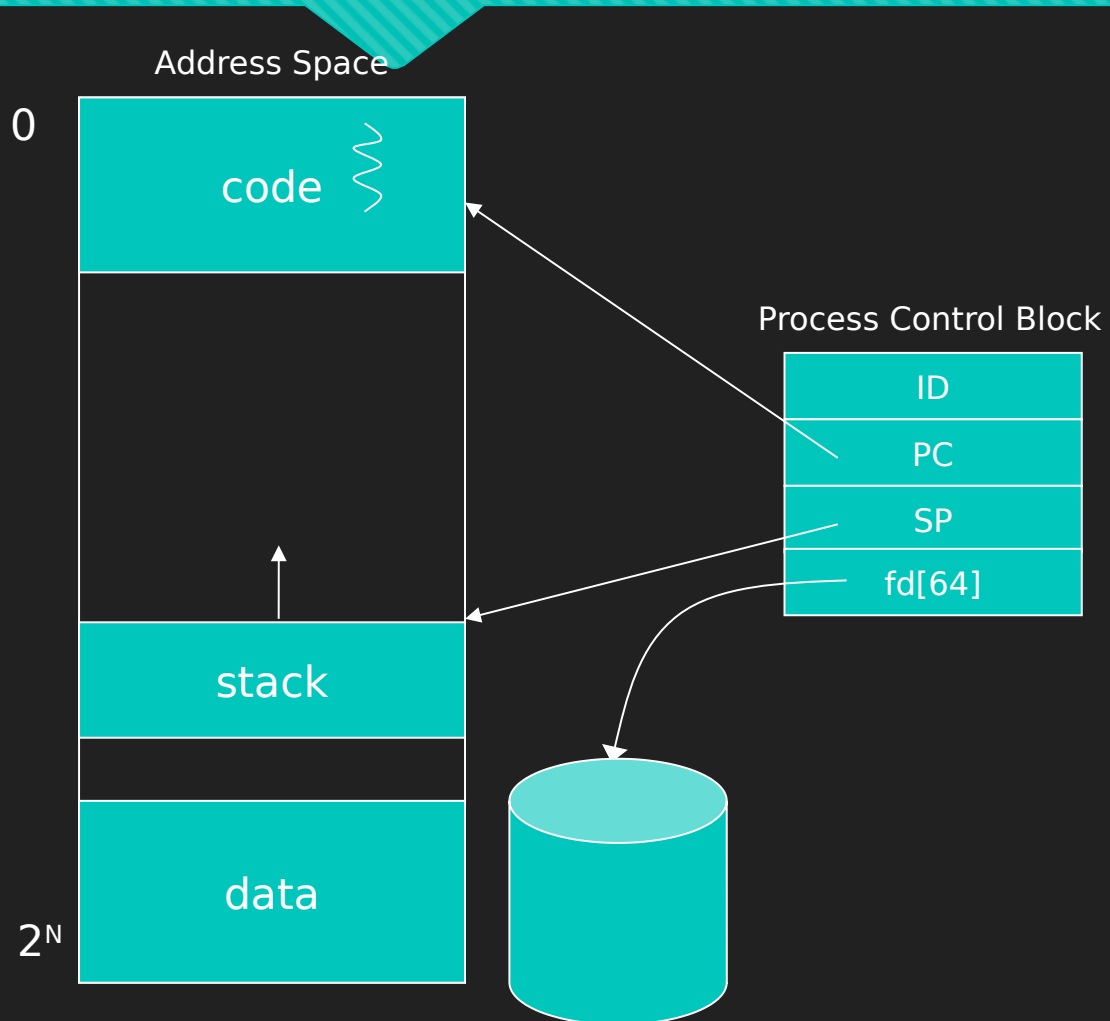 Address Space
0
code
Process Control Block
ID
PC
SP
fd[64]
stack
data
2ᴺ